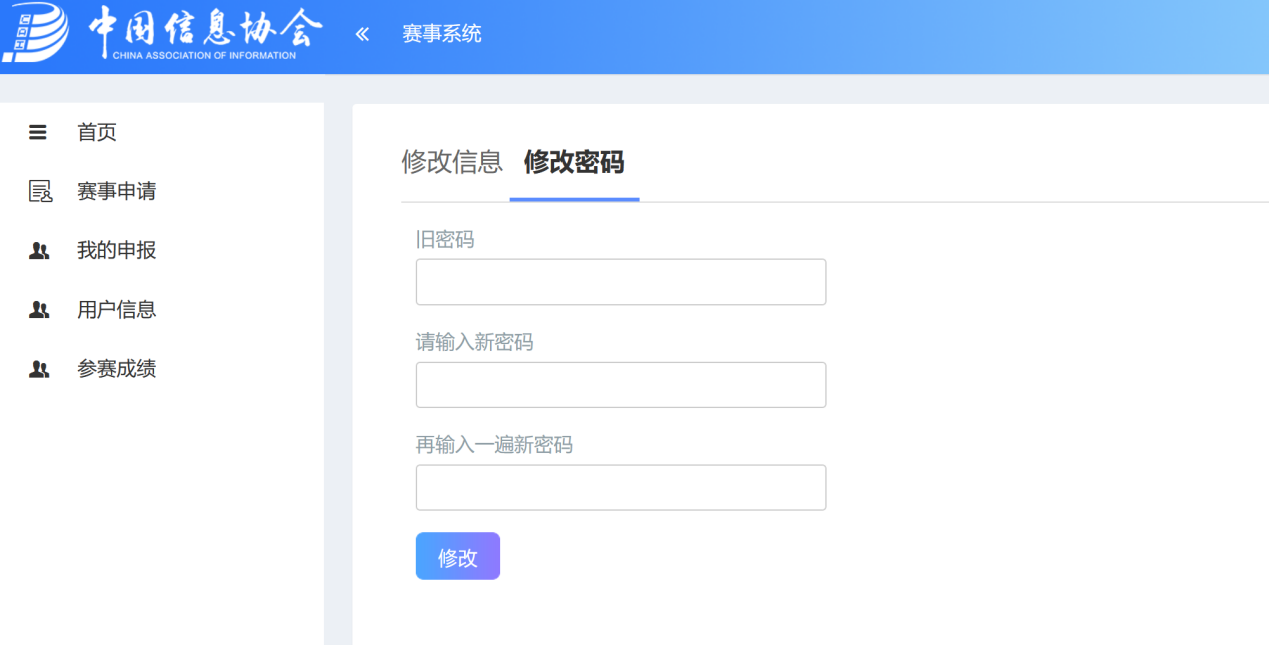 中国信息协会
CHINA ASSOCIATION OF INFORMATION
赛事系统
首页
赛事申请
我的申报
用户信息
参赛成绩
修改信息 修改密码
旧密码
请输入新密码
再输入一遍新密码
修改